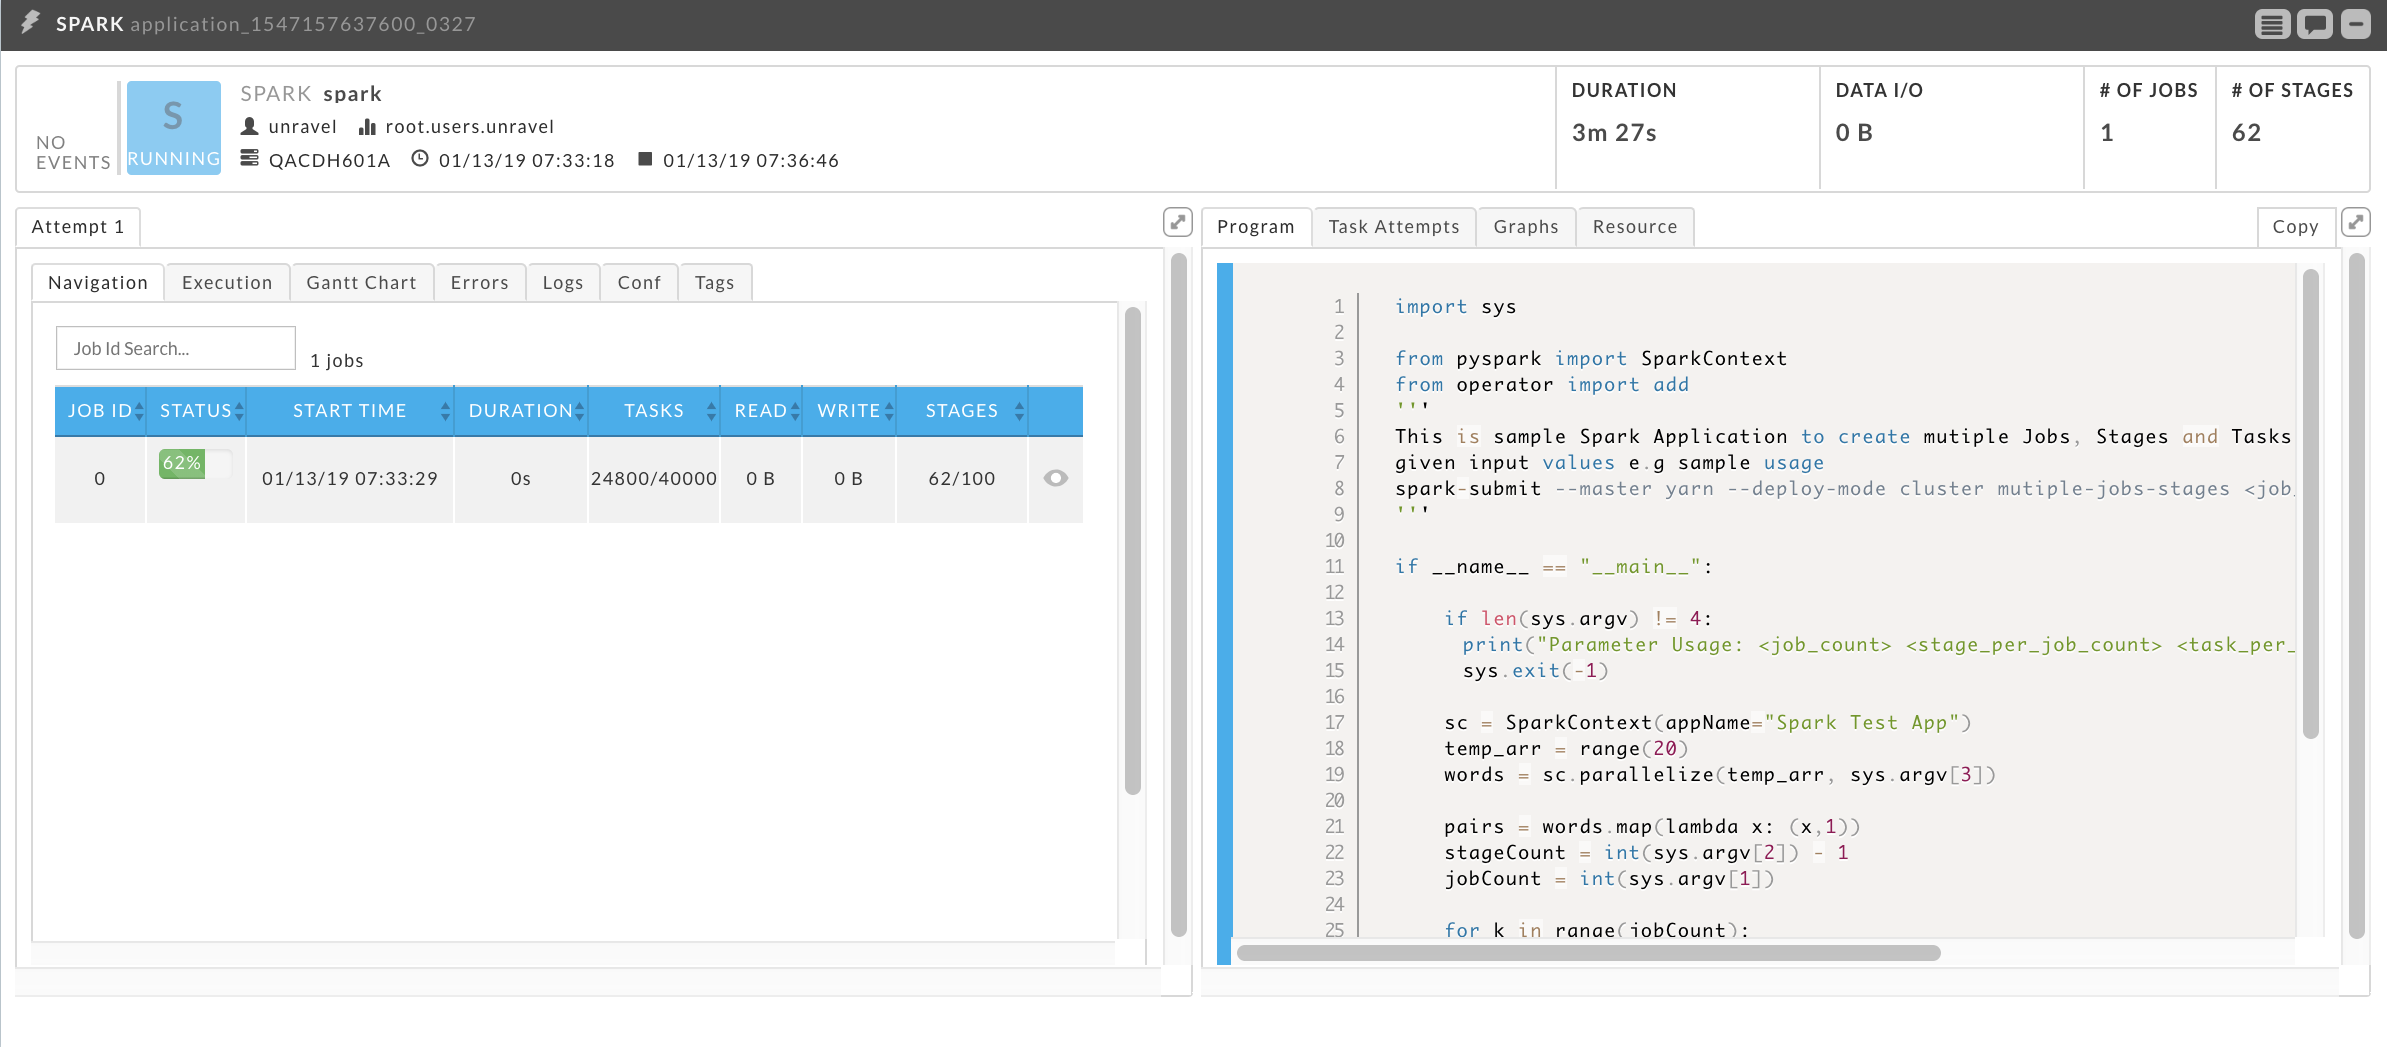 SPARK application_1547157637600_0327
NO EVENTS
S
RUNNING
SPARK spark
unravel root.users.unravel
QACDH601A 01/13/19 07:33:18 01/13/19 07:36:46
DURATION
3m 27s
DATA I/O
0 B
# OF JOBS
1
# OF STAGES
62
Attempt 1
Navigation Execution Gantt Chart Errors Logs Conf Tags
Job Id Search...
1 jobs
JOB ID STATUS START TIME DURATION TASKS READ WRITE STAGES
0 62% 01/13/19 07:33:29 0s 24800/40000 0 B 0 B 62/100
Program Task Attempts Graphs Resource Copy
1 import sys
2
3 from pyspark import SparkContext
4 from operator import add
5 '''
6 This is sample Spark Application to create mutiple Jobs, Stages and Tasks
7 given input values e.g sample usage
8 spark-submit --master yarn --deploy-mode cluster mutiple-jobs-stages <job
9 '''
10
11 if __name__ == "__main__":
12
13 if len(sys.argv) != 4:
14 print("Parameter Usage: <job_count> <stage_per_job_count> <task_per_
15 sys.exit(-1)
16
17 sc = SparkContext(appName="Spark Test App")
18 temp_arr = range(20)
19 words = sc.parallelize(temp_arr, sys.argv[3])
20
21 pairs = words.map(lambda x: (x,1))
22 stageCount = int(sys.argv[2]) - 1
23 jobCount = int(sys.argv[1])
24
25 for k in range(jobCount):